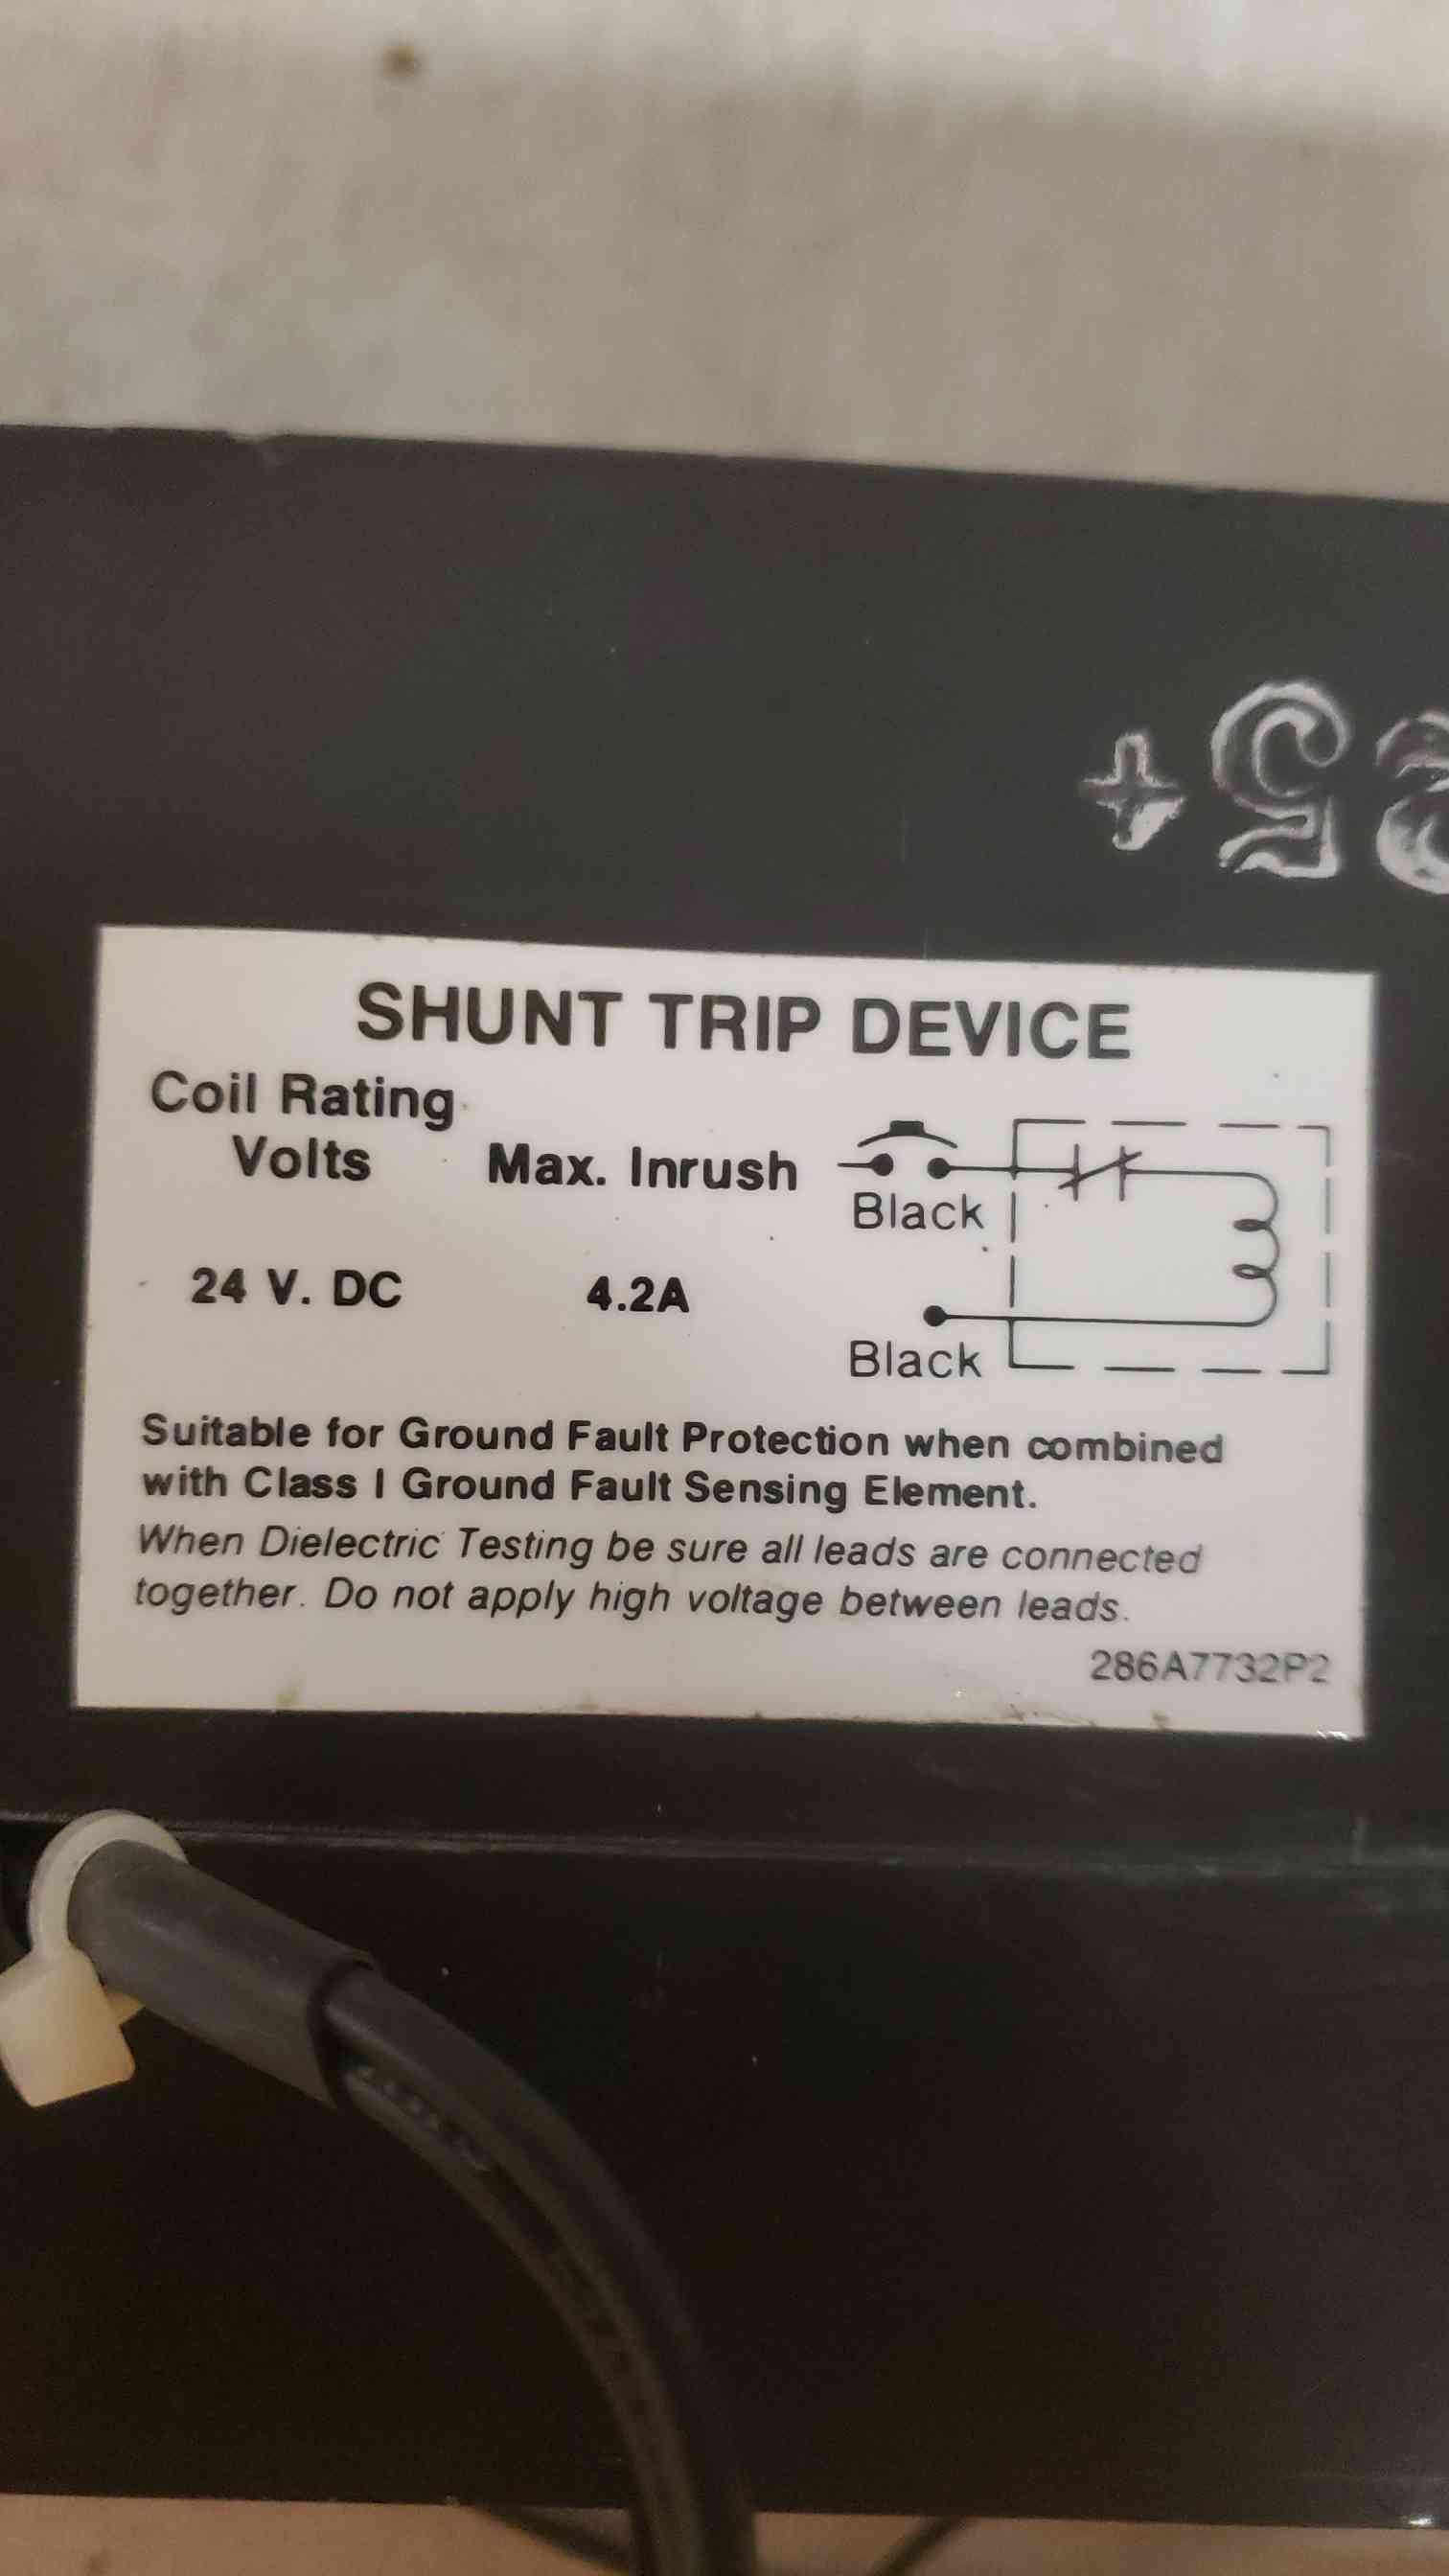 SHUNT TRIP DEVICE
Coil Rating
Volts Max. Inrush
Black
24 V. DC 4.2A
Black
Suitable for Ground Fault Protection when combined
with Class I Ground Fault Sensing Element.
When Dielectric Testing be sure all leads are connected
together. Do not apply high voltage between leads.
286A7732P2